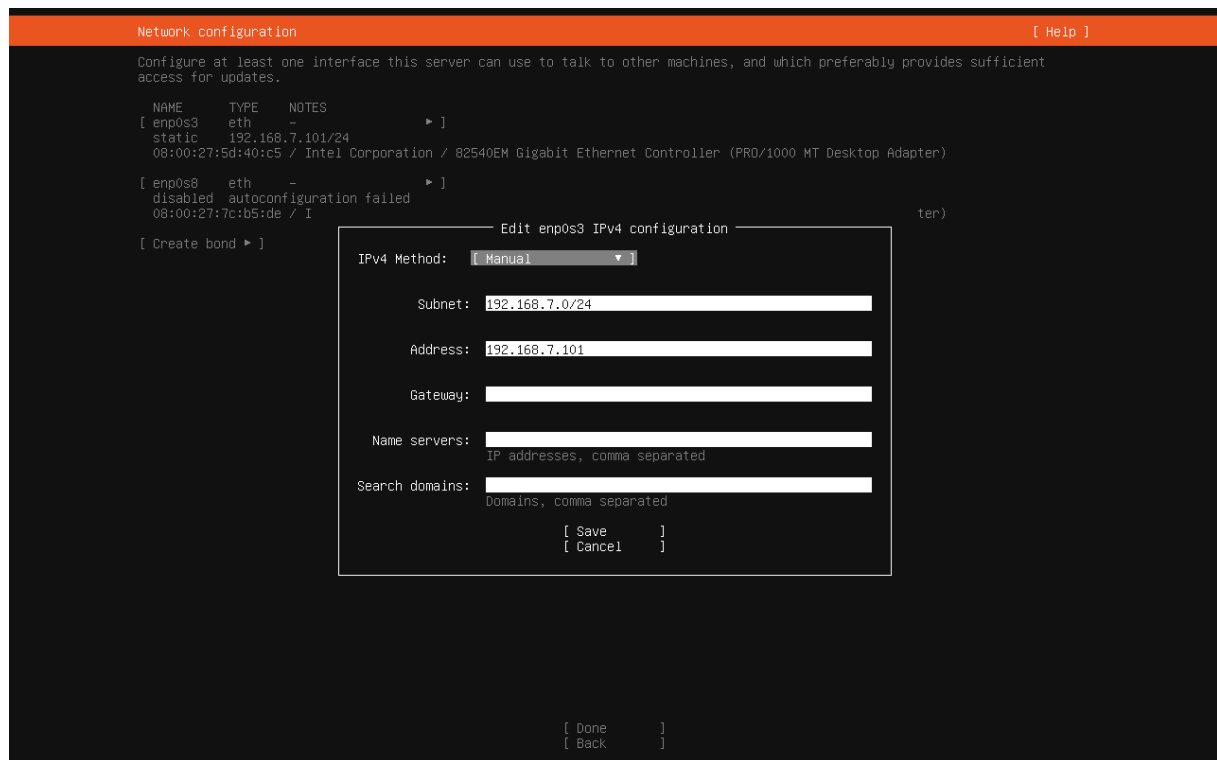 Network configuration [ Help ]
Configure at least one interface this server can use to talk to other machines, and which preferably provides sufficient
access for updates.
NAME TYPE NOTES
[ enp0s3 eth – ▸ ]
static 192.168.7.101/24
08:00:27:5d:40:c5 / Intel Corporation / 82540EM Gigabit Ethernet Controller (PRO/1000 MT Desktop Adapter)
[ enp0s8 eth – ▸ ]
disabled autoconfiguration failed
08:00:27:7c:b5:de / I ter)
[ Create bond ▸ ]
Edit enp0s3 IPv4 configuration
IPv4 Method: [ Manual ▾ ]
Subnet: 192.168.7.0/24
Address: 192.168.7.101
Gateway:
Name servers:
IP addresses, comma separated
Search domains:
Domains, comma separated
[ Save ]
[ Cancel ]
[ Done ]
[ Back ]